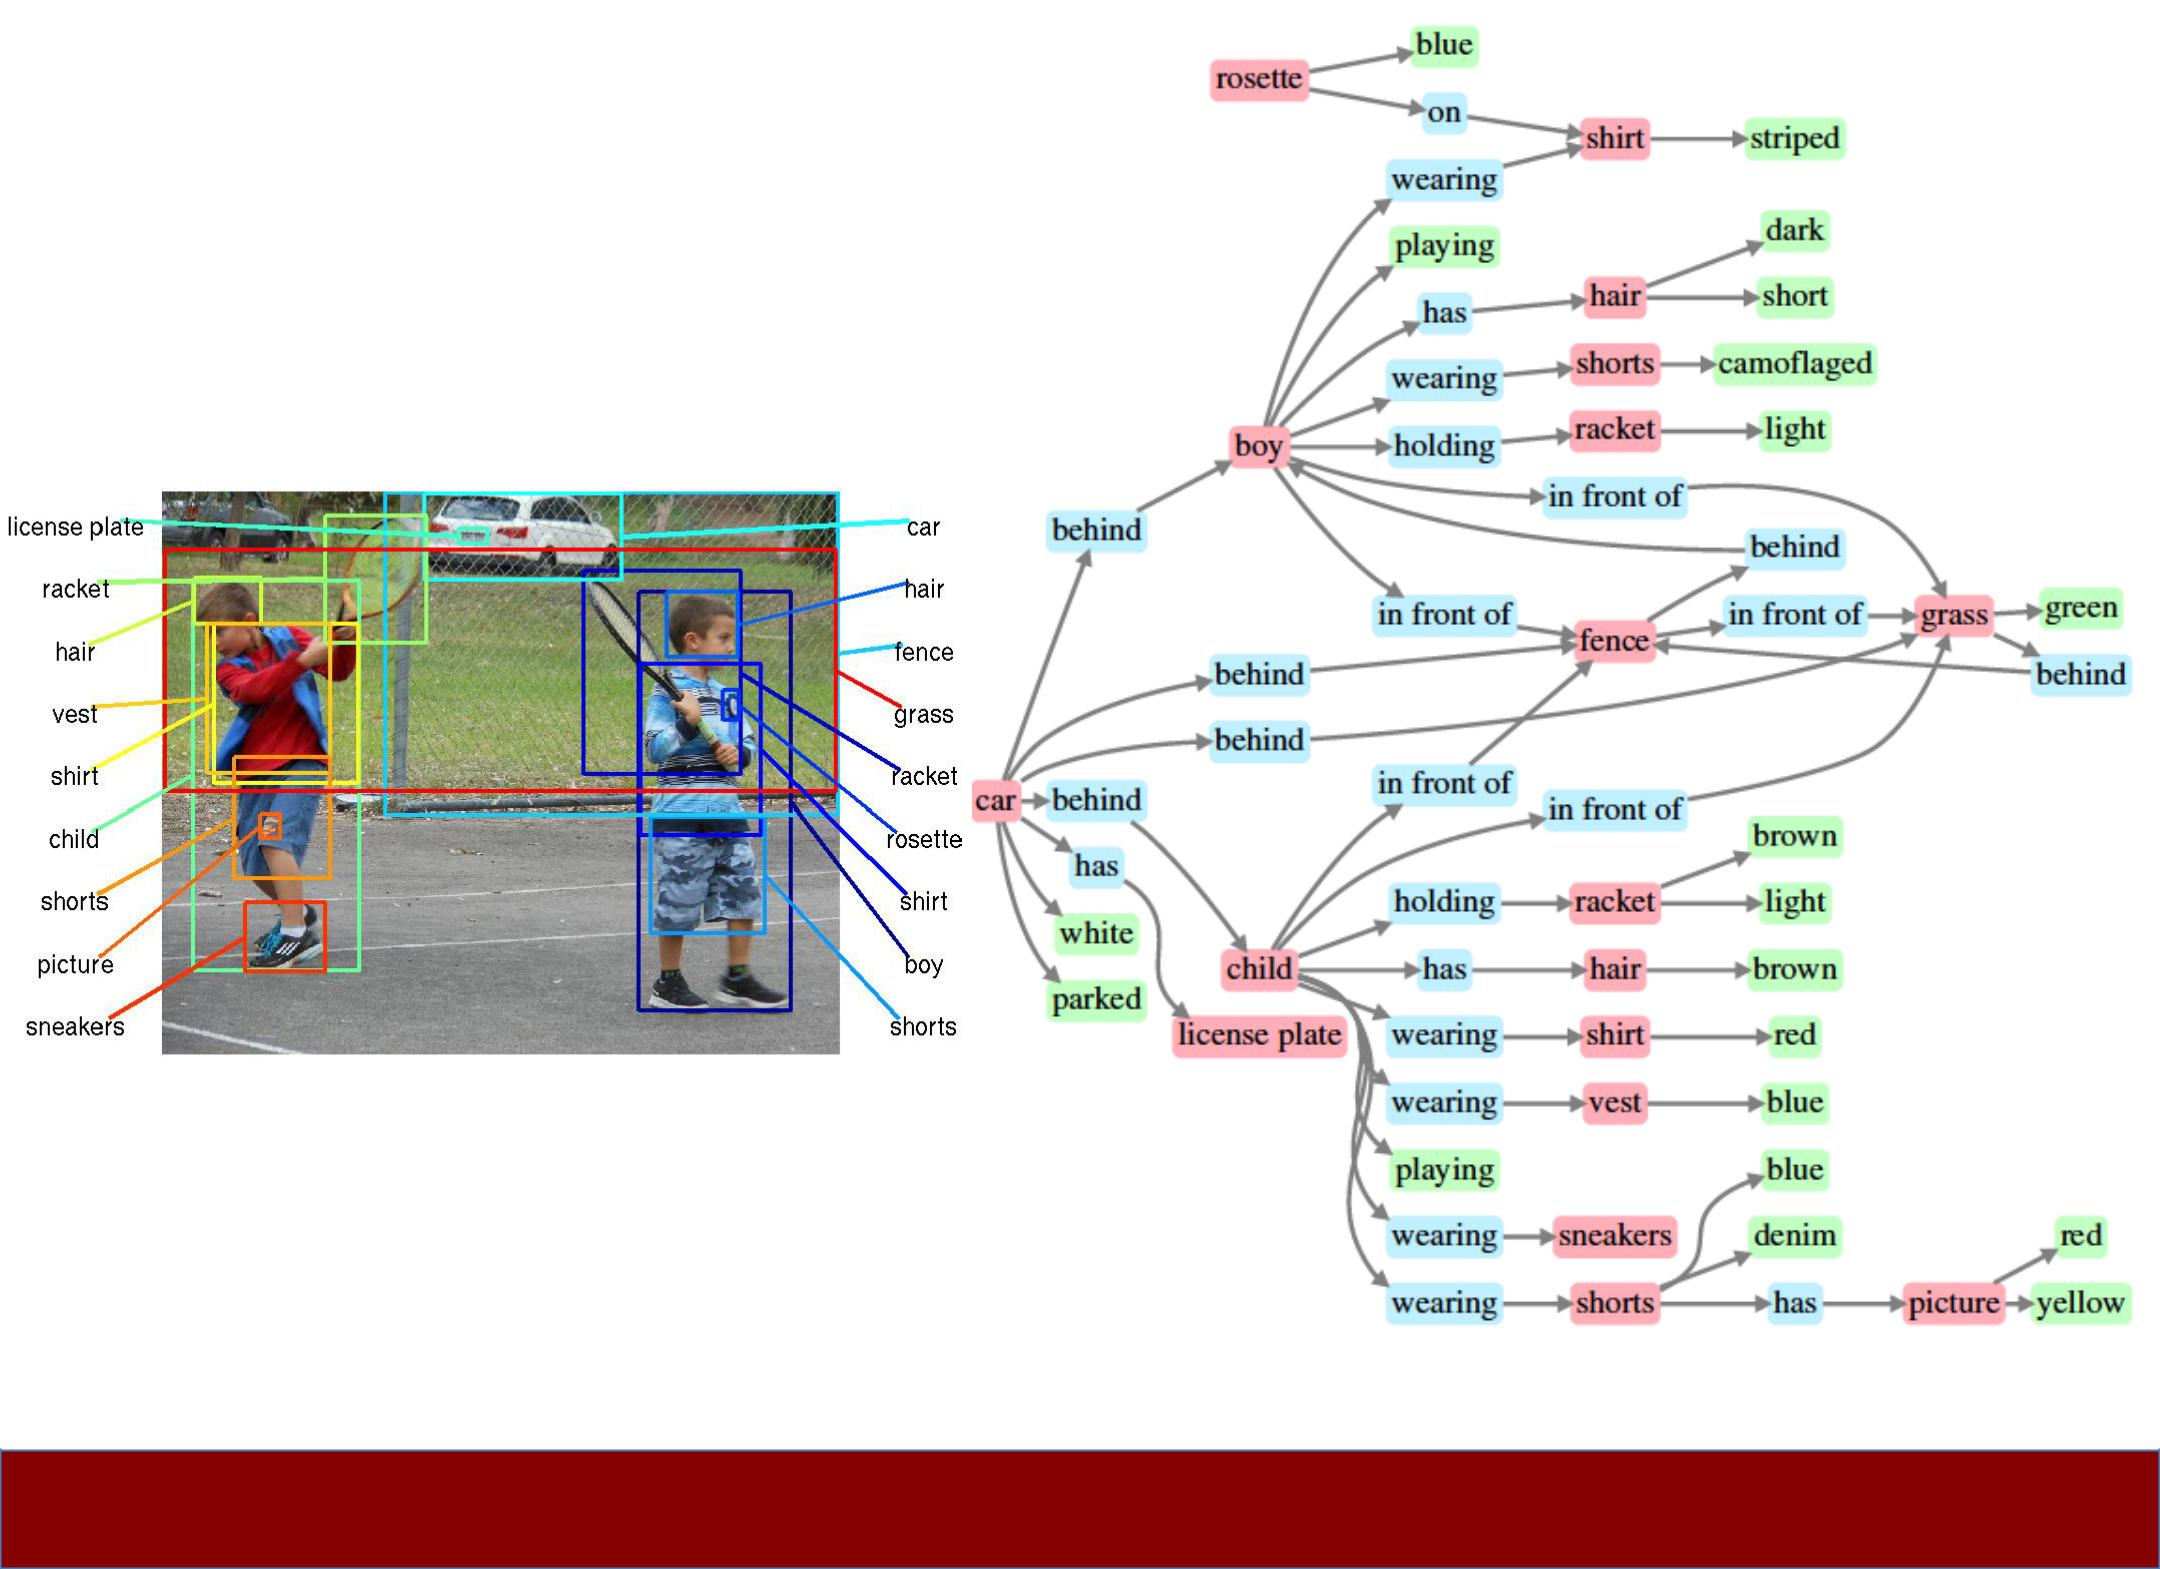 license plate
racket
hair
vest
shirt
child
shorts
picture
sneakers
car
hair
fence
grass
racket
rosette
shirt
boy
shorts
rosette
blue
on
shirt
striped
wearing
playing
dark
has
hair
short
wearing
shorts
camoflaged
boy
holding
racket
light
in front of
behind
behind
in front of
fence
in front of
grass
green
behind
behind
behind
in front of
car
behind
in front of
has
brown
holding
racket
light
white
child
has
hair
brown
parked
license plate
wearing
shirt
red
wearing
vest
blue
playing
blue
wearing
sneakers
denim
red
wearing
shorts
has
picture
yellow